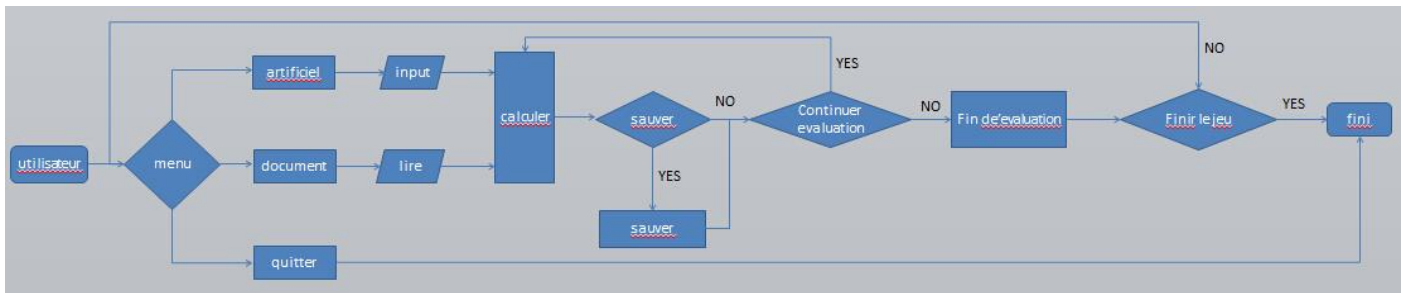 utilisateur
menu
artificiel
input
document
lire
quitter
calculer
sauver
NO
YES
sauver
Continuer
evaluation
YES
NO
Fin de'evaluation
Finir le jeu
NO
YES
fini